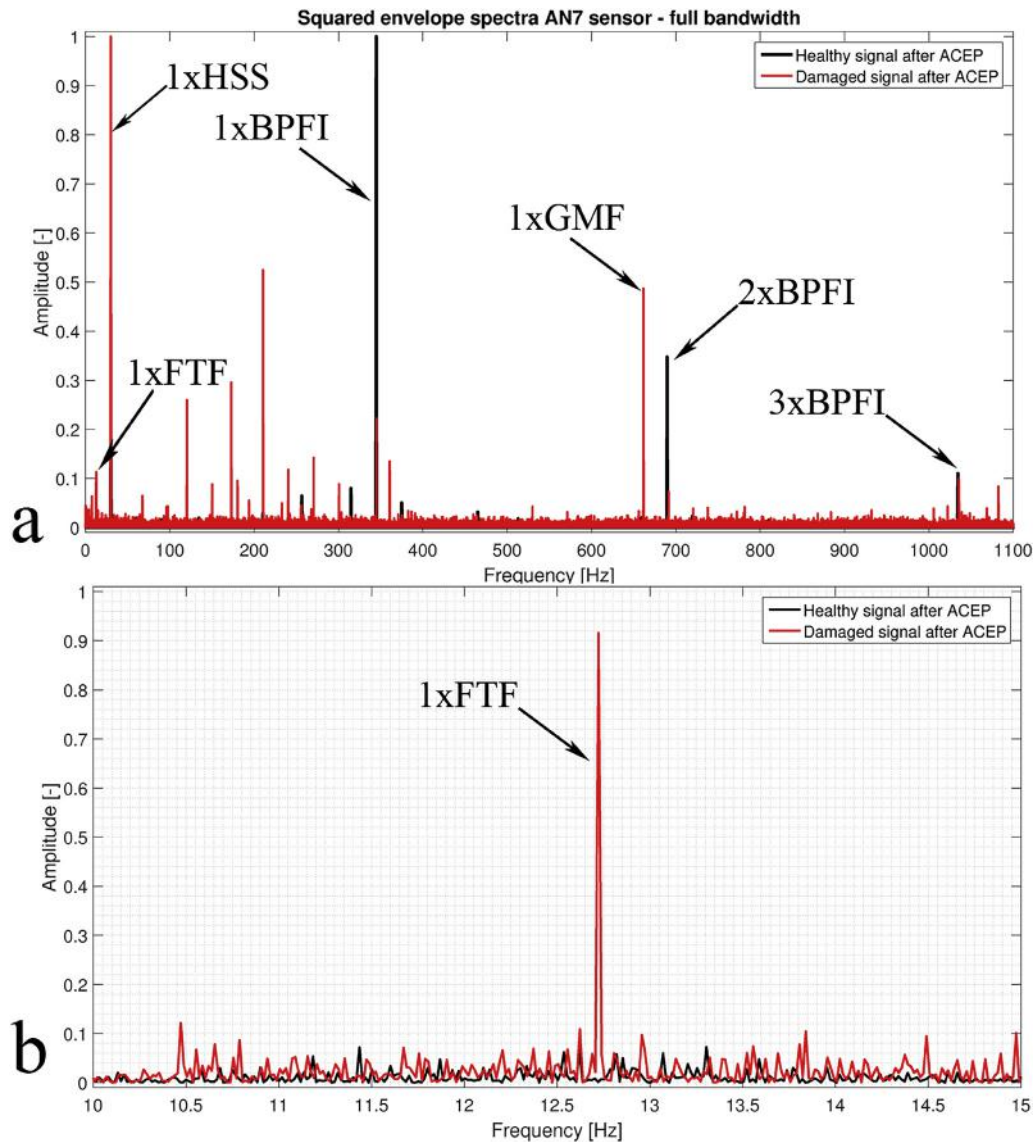 Squared envelope spectra AN7 sensor - full bandwidth
Healthy signal after ACEP
Damaged signal after ACEP
1xHSS
1xBPFI
1xGMF
2xBPFI
1xFTF
3xBPFI
Amplitude [-]
1
0.9
0.8
0.7
0.6
0.5
0.4
0.3
0.2
0.1
0
a
0 100 200 300 400 500 600 700 800 900 1000 1100
Frequency [Hz]
Healthy signal after ACEP
Damaged signal after ACEP
1xFTF
Amplitude [-]
1
0.9
0.8
0.7
0.6
0.5
0.4
0.3
0.2
0.1
0
b
10 10.5 11 11.5 12 12.5 13 13.5 14 14.5 15
Frequency [Hz]